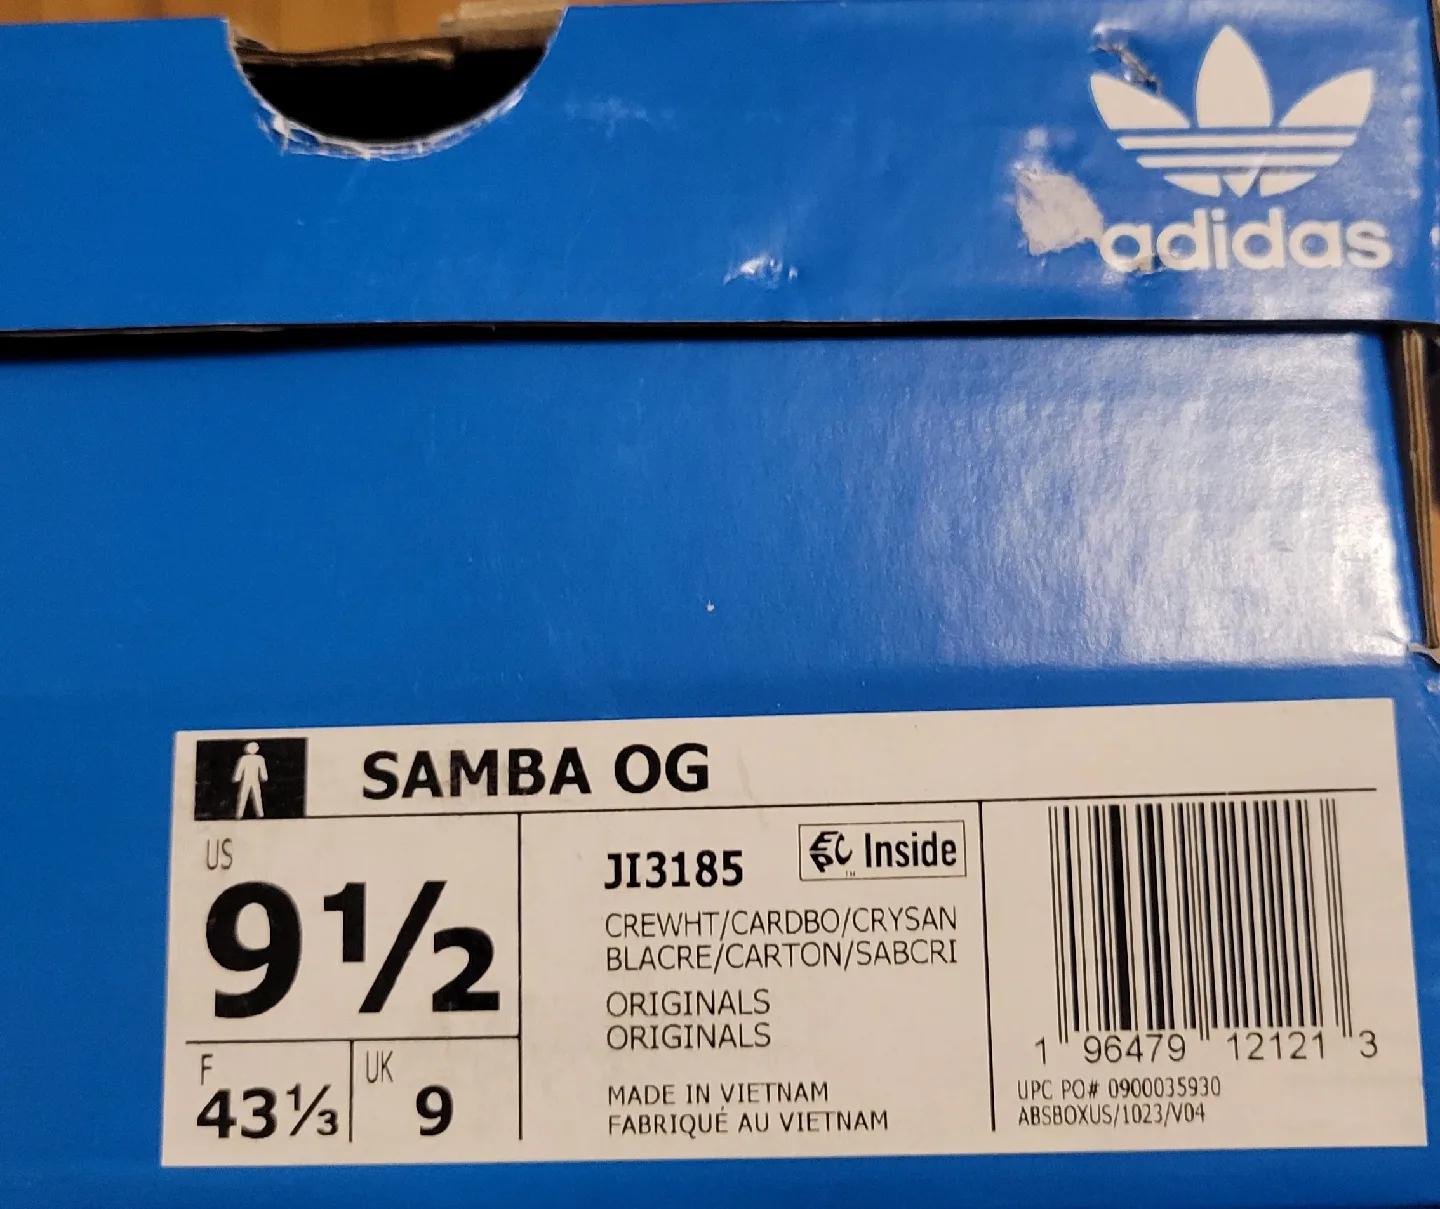 adidas
SAMBA OG
US
9½
F
43⅓
UK
9
JI3185
Inside
CREWHT/CARDBO/CRYSAN
BLACRE/CARTON/SABCRI
ORIGINALS
ORIGINALS
MADE IN VIETNAM
FABRIQUÉ AU VIETNAM
1 96479 12121 3
UPC PO# 0900035930
ABSBOXUS/1023/V04